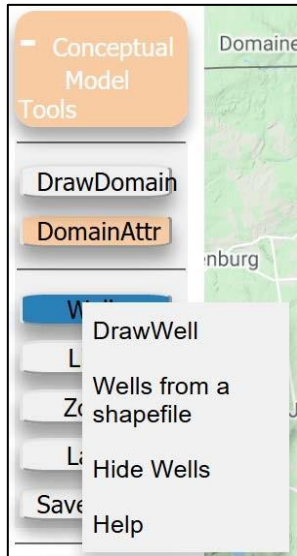 - Conceptual
Model
Tools
Domaine
DrawDomain
DomainAttr
nburg
DrawWell
Wells from a
shapefile
Hide Wells
Help
Save